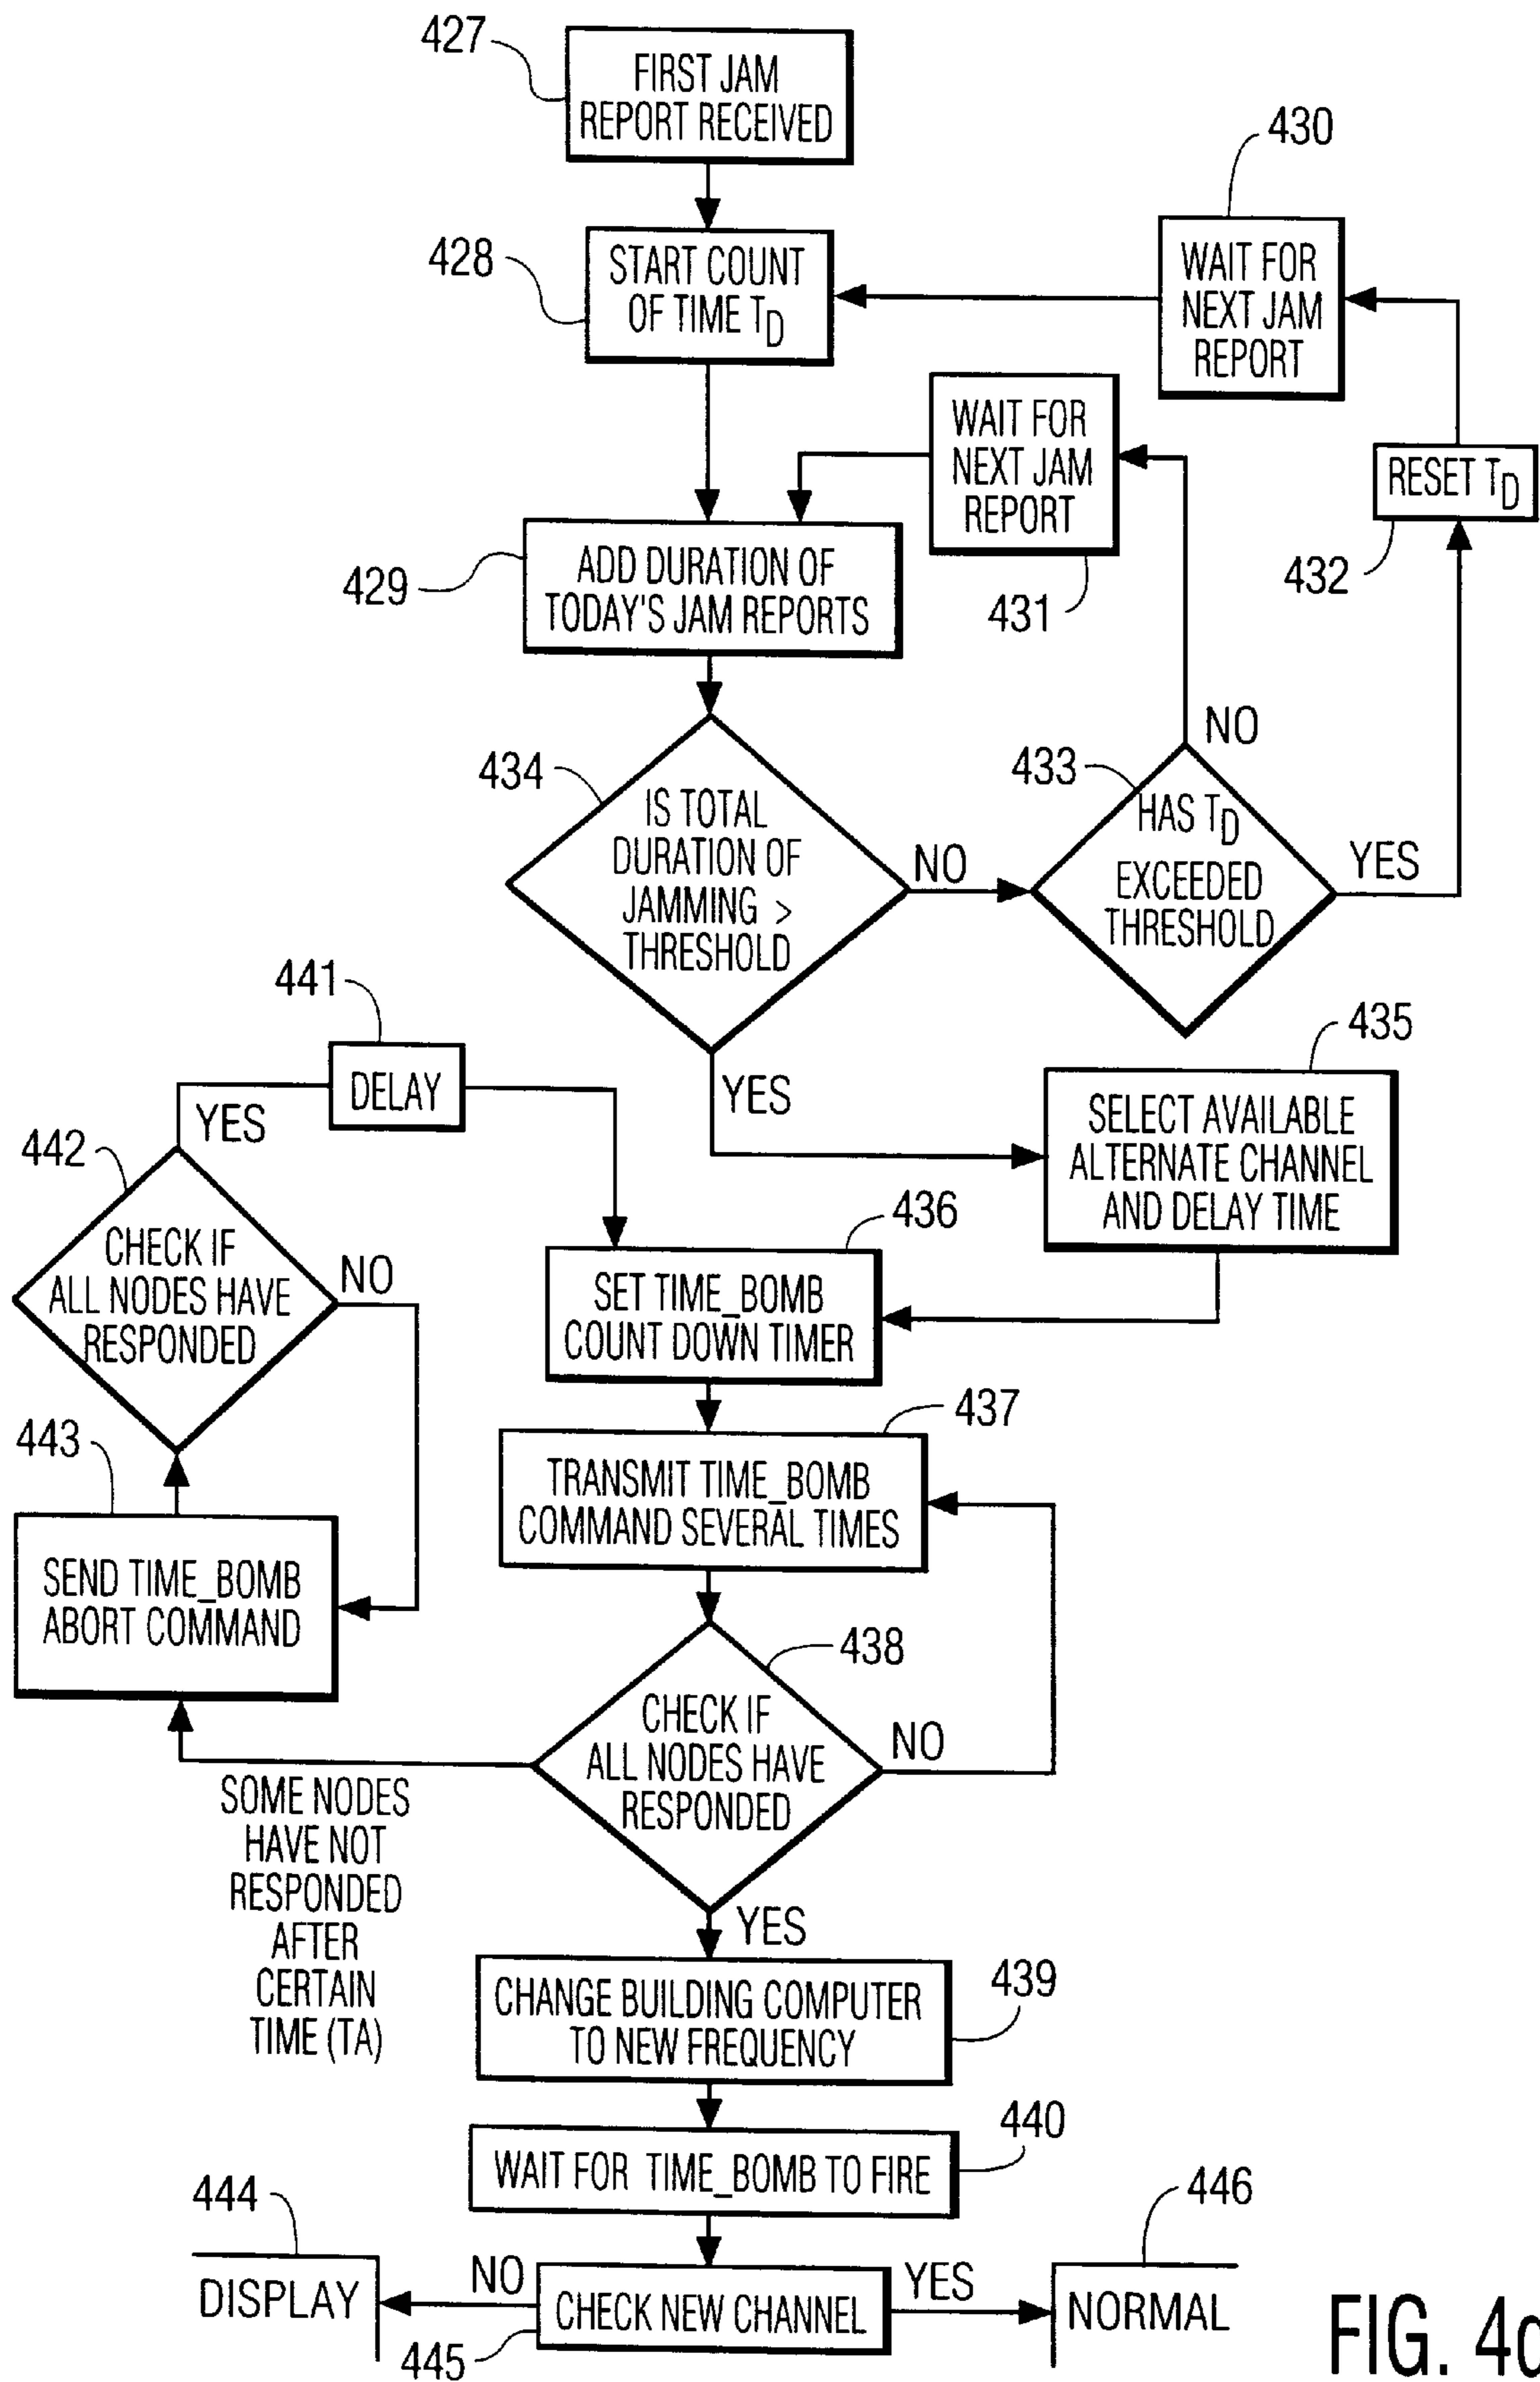 427
FIRST JAM
REPORT RECEIVED
430
WAIT FOR
NEXT JAM
REPORT
428
START COUNT
OF TIME TD
WAIT FOR
NEXT JAM
REPORT
431
RESET TD
432
429
ADD DURATION OF
TODAY'S JAM REPORTS
434
IS TOTAL
DURATION OF
JAMMING >
THRESHOLD
NO
433
HAS TD
EXCEEDED
THRESHOLD
NO
YES
YES
441
DELAY
435
SELECT AVAILABLE
ALTERNATE CHANNEL
AND DELAY TIME
442
YES
CHECK IF
ALL NODES HAVE
RESPONDED
NO
436
SET TIME_BOMB
COUNT DOWN TIMER
437
TRANSMIT TIME_BOMB
COMMAND SEVERAL TIMES
443
SEND TIME_BOMB
ABORT COMMAND
438
CHECK IF
ALL NODES HAVE
RESPONDED
NO
SOME NODES
HAVE NOT
RESPONDED
AFTER
CERTAIN
TIME (TA)
YES
CHANGE BUILDING COMPUTER
TO NEW FREQUENCY
439
WAIT FOR TIME_BOMB TO FIRE
440
444
DISPLAY
NO
CHECK NEW CHANNEL
445
YES
446
NORMAL
FIG. 4